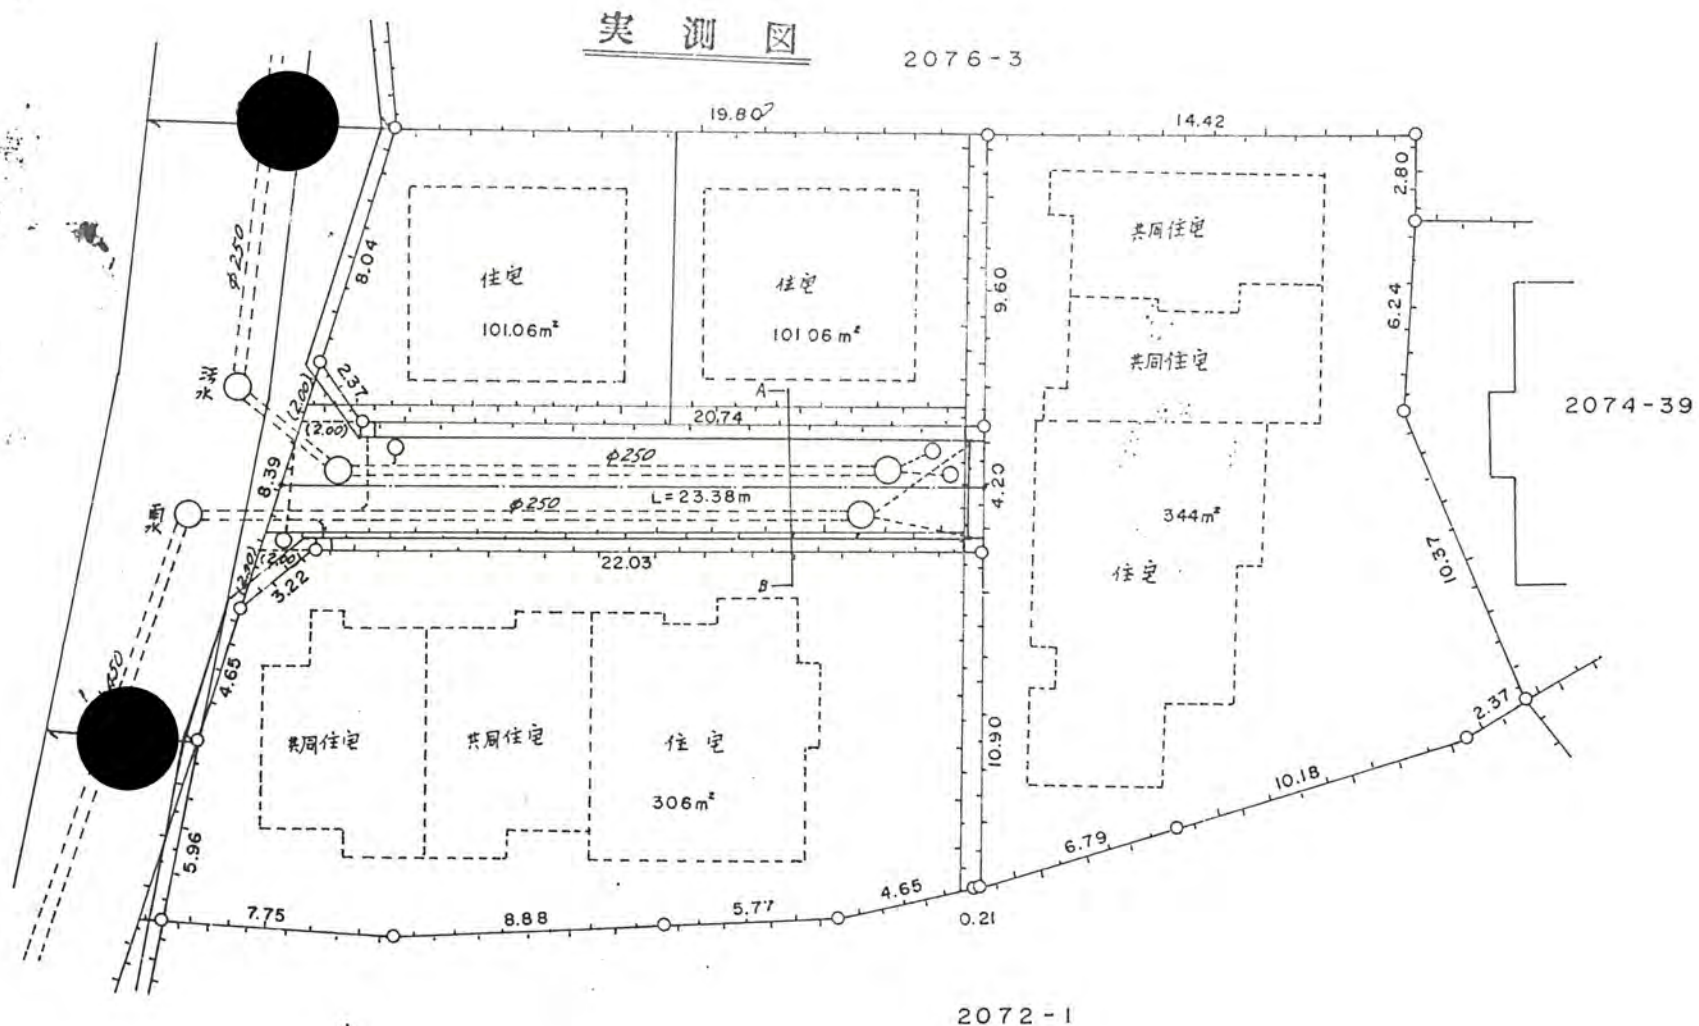 実測図
2076-3
19.80
14.42
2.80
φ250
8.04
住宅
101.06m²
住宅
101.06m²
9.60
共同住宅
6.24
共同住宅
2074-39
汚水
2.37
(2.00)
(2.00)
A
20.74
φ250
8.39
L=23.38m
φ250
4.20
雨水
344m²
住宅
10.37
22.03
B
(2.00)
(2.00)
3.22
4.65
共同住宅
共同住宅
住宅
306m²
10.90
2.37
10.18
6.79
5.96
7.75
8.88
5.77
4.65
0.21
2072-1